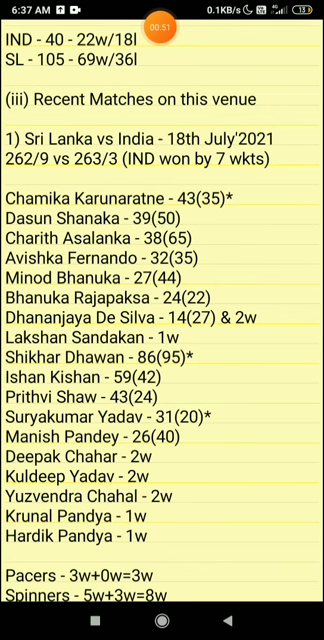 6:37 AM
0.1KB/s
4G
13
00:51
IND - 40 - 22w/18l
SL - 105 - 69w/36l
(iii) Recent Matches on this venue
1) Sri Lanka vs India - 18th July'2021
262/9 vs 263/3 (IND won by 7 wkts)
Chamika Karunaratne - 43(35)*
Dasun Shanaka - 39(50)
Charith Asalanka - 38(65)
Avishka Fernando - 32(35)
Minod Bhanuka - 27(44)
Bhanuka Rajapaksa - 24(22)
Dhananjaya De Silva - 14(27) & 2w
Lakshan Sandakan - 1w
Shikhar Dhawan - 86(95)*
Ishan Kishan - 59(42)
Prithvi Shaw - 43(24)
Suryakumar Yadav - 31(20)*
Manish Pandey - 26(40)
Deepak Chahar - 2w
Kuldeep Yadav - 2w
Yuzvendra Chahal - 2w
Krunal Pandya - 1w
Hardik Pandya - 1w
Pacers - 3w+0w=3w
Spinners - 5w+3w=8w